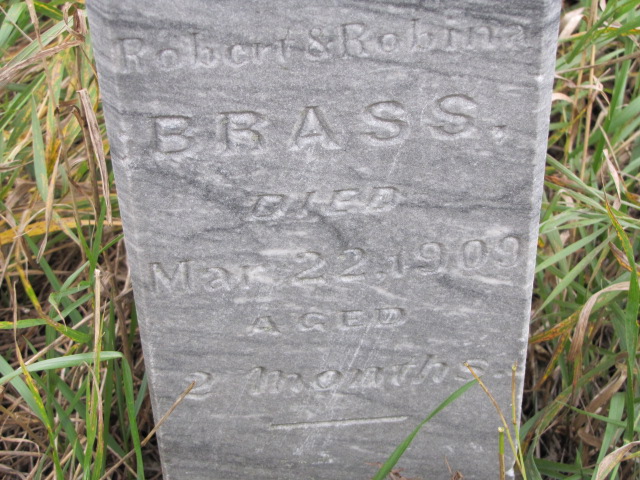 Robert & Robina
BRASS.
DIED
Mar. 22, 1909
AGED
2 Months.